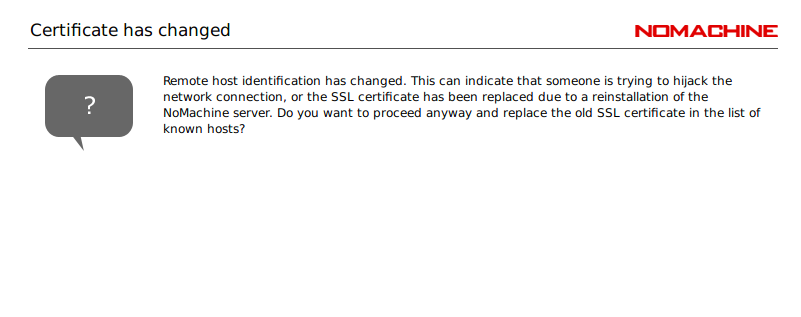 Certificate has changed
NOMACHINE
?
Remote host identification has changed. This can indicate that someone is trying to hijack the
network connection, or the SSL certificate has been replaced due to a reinstallation of the
NoMachine server. Do you want to proceed anyway and replace the old SSL certificate in the list of
known hosts?